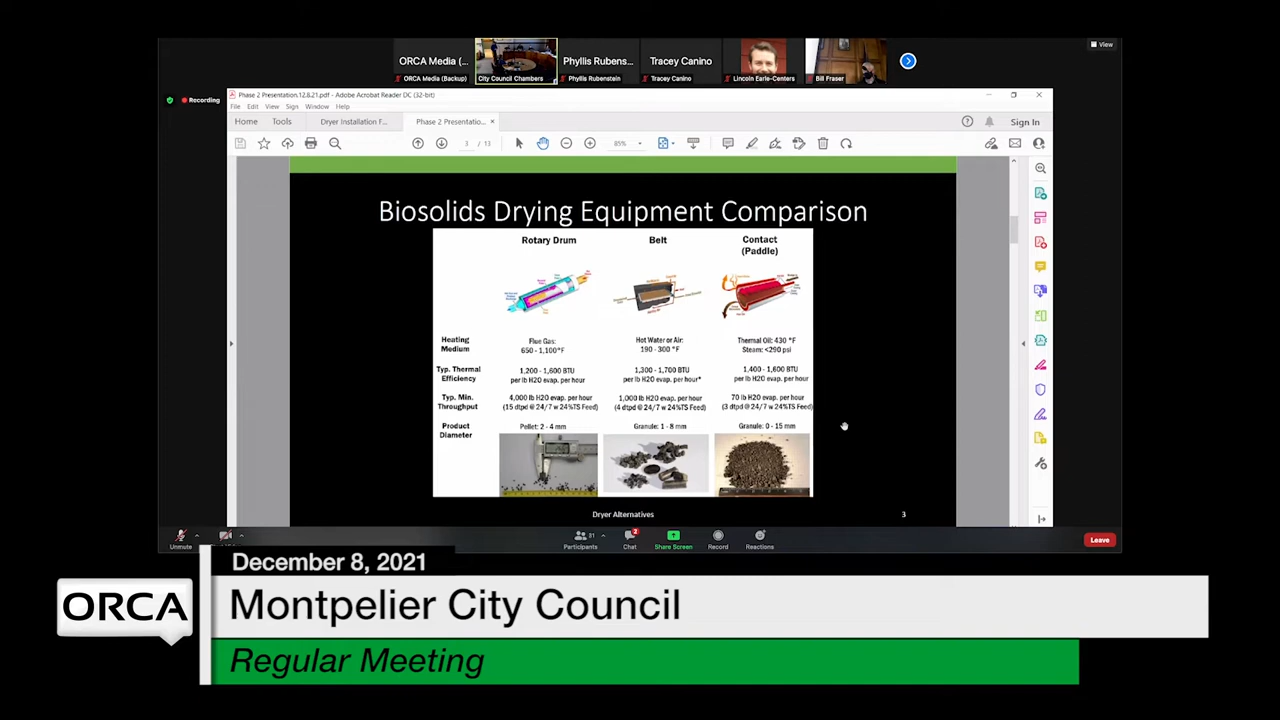 View
ORCA Media (...
Phyllis Rubens...
Tracey Canino
ORCA Media (Backup)
City Council Chambers
Phyllis Rubenstein
Tracey Canino
Lincoln Earle-Centers
Bill Fraser
Recording
Phase 2 Presentation.12.8.21.pdf - Adobe Acrobat Reader DC (32-bit)
File Edit View Sign Window Help
Home Tools Dryer Installation F... Phase 2 Presentatio... × Sign In
3 / 13 85%
Biosolids Drying Equipment Comparison
Rotary Drum
Belt
Contact
(Paddle)
Heating
Medium
Flue Gas:
650 - 1,100°F
Hot Water or Air:
190 - 300 °F
Thermal Oil: 430 °F
Steam: <290 psi
Typ. Thermal
Efficiency
1,200 - 1,600 BTU
per lb H2O evap. per hour
1,300 - 1,700 BTU
per lb H2O evap. per hour*
1,400 - 1,600 BTU
per lb H2O evap. per hour
Typ. Min.
Throughput
4,000 lb H2O evap. per hour
(15 dtpd @ 24/7 w 24%TS Feed)
1,000 lb H2O evap. per hour
(4 dtpd @ 24/7 w 24%TS Feed)
70 lb H2O evap. per hour
(3 dtpd @ 24/7 w 24%TS Feed)
Product
Diameter
Pellet: 2 - 4 mm
Granule: 1 - 8 mm
Granule: 0 - 15 mm
Dryer Alternatives
3
Unmute
Participants 31
Chat 2
Share Screen
Record
Reactions
Leave
December 8, 2021
ORCA
Montpelier City Council
Regular Meeting